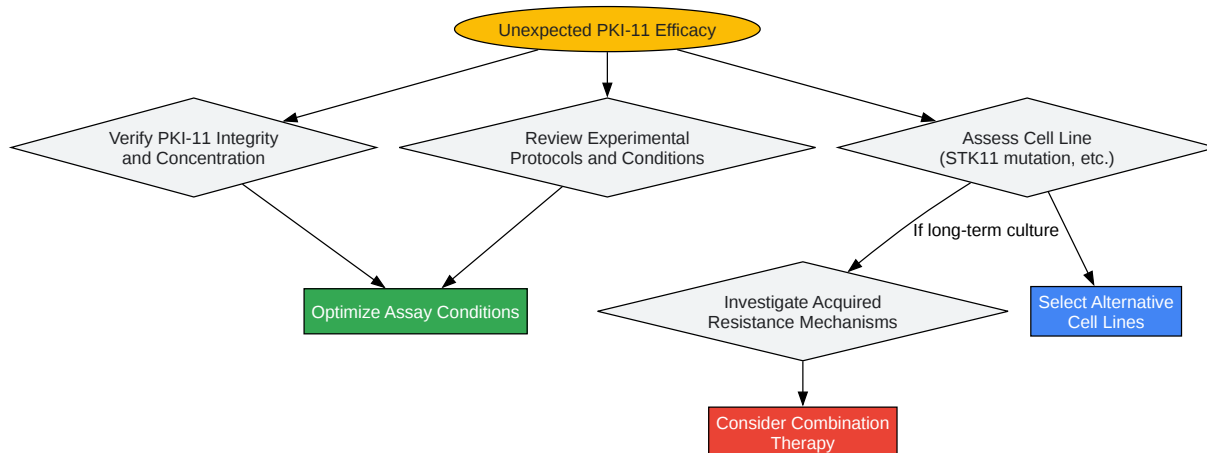 Unexpected PKI-11 Efficacy
Verify PKI-11 Integrity
and Concentration
Review Experimental
Protocols and Conditions
Assess Cell Line
(STK11 mutation, etc.)
If long-term culture
Optimize Assay Conditions
Investigate Acquired
Resistance Mechanisms
Select Alternative
Cell Lines
Consider Combination
Therapy